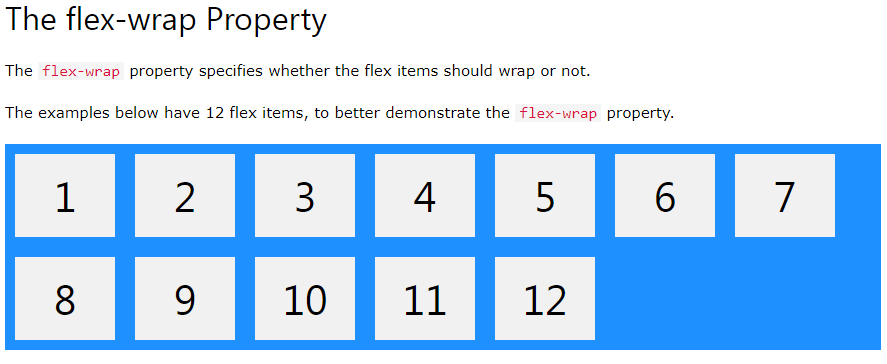 The flex-wrap Property
The flex-wrap property specifies whether the flex items should wrap or not.
The examples below have 12 flex items, to better demonstrate the flex-wrap property.
1 2 3 4 5 6 7
8 9 10 11 12